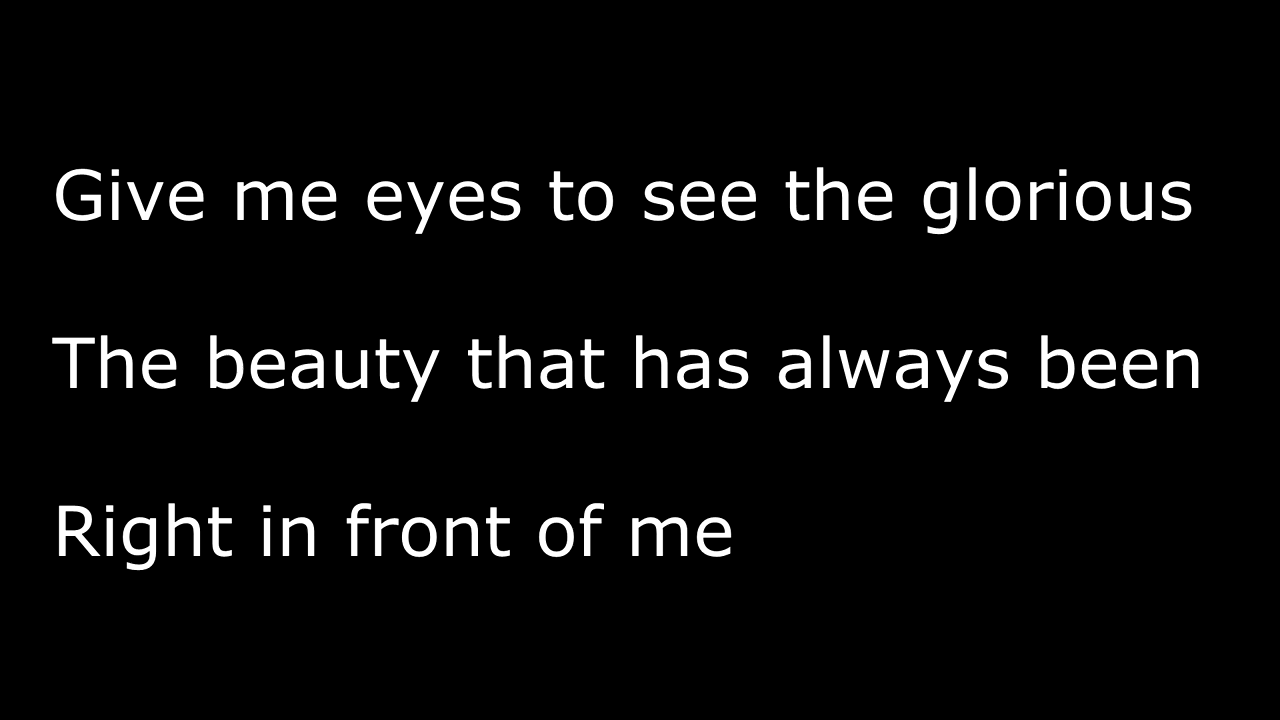 Give me eyes to see the glorious
The beauty that has always been
Right in front of me